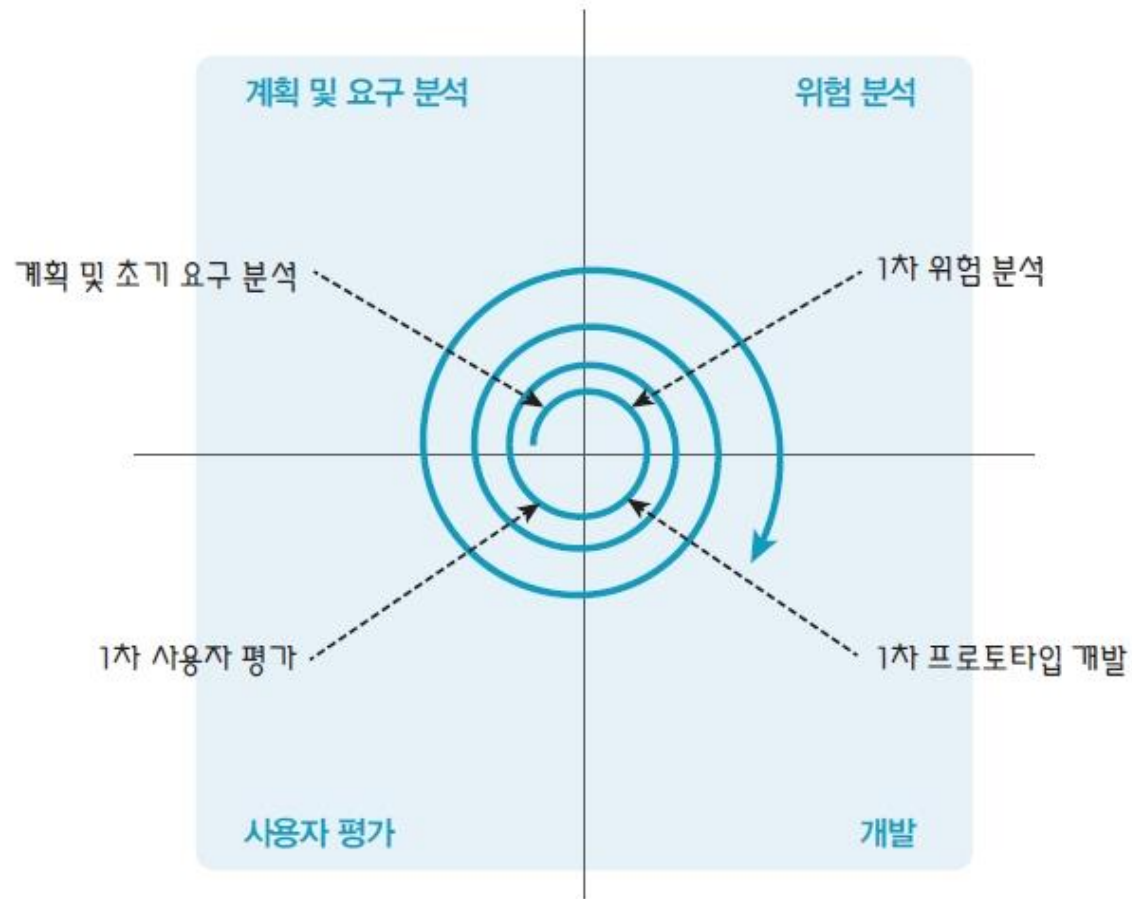 계획 및 요구 분석
위험 분석
계획 및 초기 요구 분석
1차 위험 분석
1차 사용자 평가
1차 프로토타입 개발
사용자 평가
개발